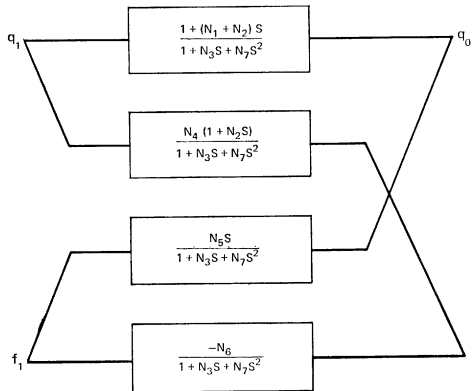 1 + (N₁ + N₂) S
q₁ q₀
1 + N₃S + N₇S²
N₄ (1 + N₂S)
1 + N₃S + N₇S²
N₅S
1 + N₃S + N₇S²
−N₆
f₁
1 + N₃S + N₇S²